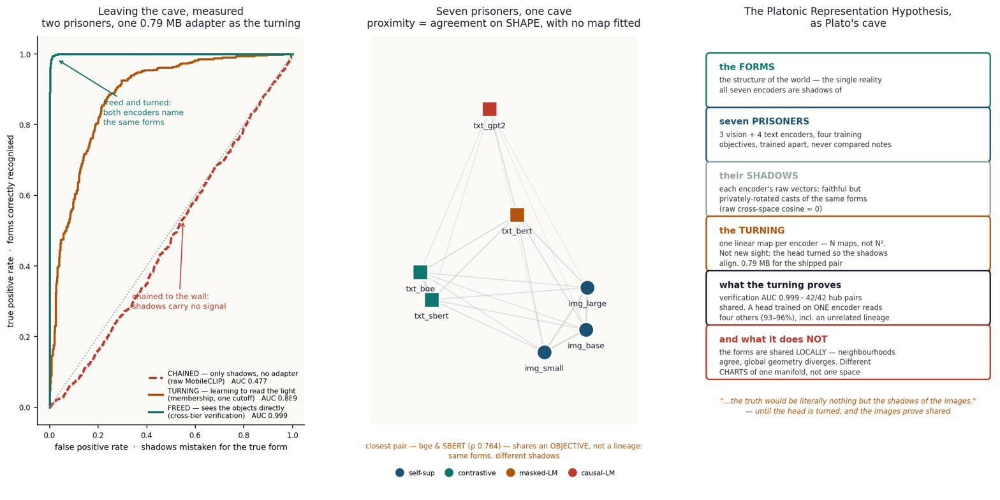 Leaving the cave, measured
two prisoners, one 0.79 MB adapter as the turning
true positive rate · forms correctly recognised
1.0
0.8
0.6
0.4
0.2
0.0
freed and turned:
both encoders name
the same forms
chained to the wall:
shadows carry no signal
CHAINED — only shadows, no adapter
(raw MobileCLIP) AUC 0.477
TURNING — learning to read the light
(membership, one cutoff) AUC 0.889
FREED — sees the objects directly
(cross-tier verification) AUC 0.999
0.0 0.2 0.4 0.6 0.8 1.0
false positive rate · shadows mistaken for the true form
Seven prisoners, one cave
proximity = agreement on SHAPE, with no map fitted
txt_gpt2
txt_bert
txt_bge
txt_sbert
img_large
img_base
img_small
closest pair — bge & SBERT (ρ 0.764) — shares an OBJECTIVE, not a lineage:
same forms, different shadows
self-sup contrastive masked-LM causal-LM
The Platonic Representation Hypothesis,
as Plato's cave
the FORMS
the structure of the world — the single reality
all seven encoders are shadows of
seven PRISONERS
3 vision + 4 text encoders, four training
objectives, trained apart, never compared notes
their SHADOWS
each encoder's raw vectors: faithful but
privately-rotated casts of the same forms
(raw cross-space cosine ≈ 0)
the TURNING
one linear map per encoder — N maps, not N².
Not new sight: the head turned so the shadows
align. 0.79 MB for the shipped pair
what the turning proves
verification AUC 0.999 · 42/42 hub pairs
shared. A head trained on ONE encoder reads
four others (93–96%), incl. an unrelated lineage
and what it does NOT
the forms are shared LOCALLY — neighbourhoods
agree, global geometry diverges. Different
CHARTS of one manifold, not one space
"…the truth would be literally nothing but the shadows of the images."
— until the head is turned, and the images prove shared